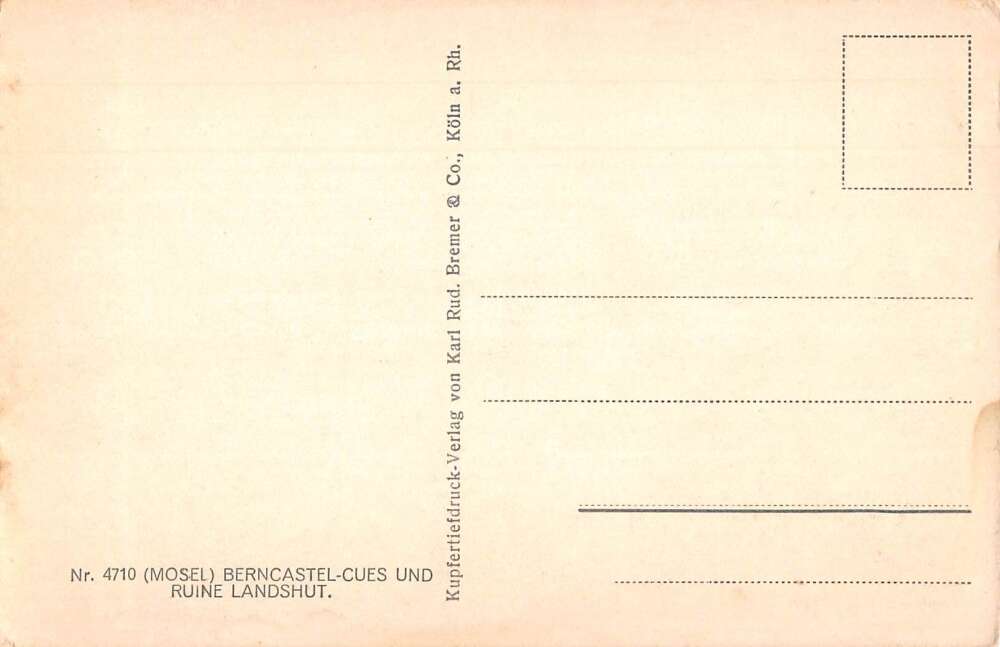 Kupfertiefdruck-Verlag von Karl Rud. Bremer & Co., Köln a. Rh.
Nr. 4710 (MOSEL) BERNCASTEL-CUES UND
RUINE LANDSHUT.